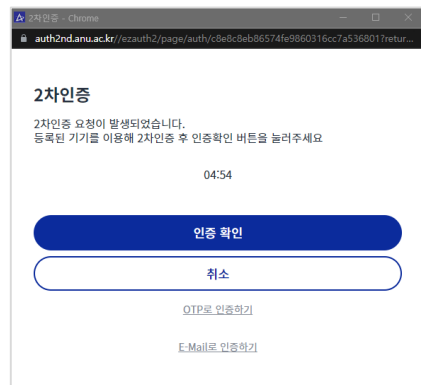 2차인증 - Chrome
auth2nd.anu.ac.kr//ezauth2/page/auth/c8e8c8eb86574fe9860316cc7a536801?retur...
2차인증
2차인증 요청이 발생되었습니다.
등록된 기기를 이용해 2차인증 후 인증확인 버튼을 눌러주세요
04:54
인증 확인
취소
OTP로 인증하기
E-Mail로 인증하기